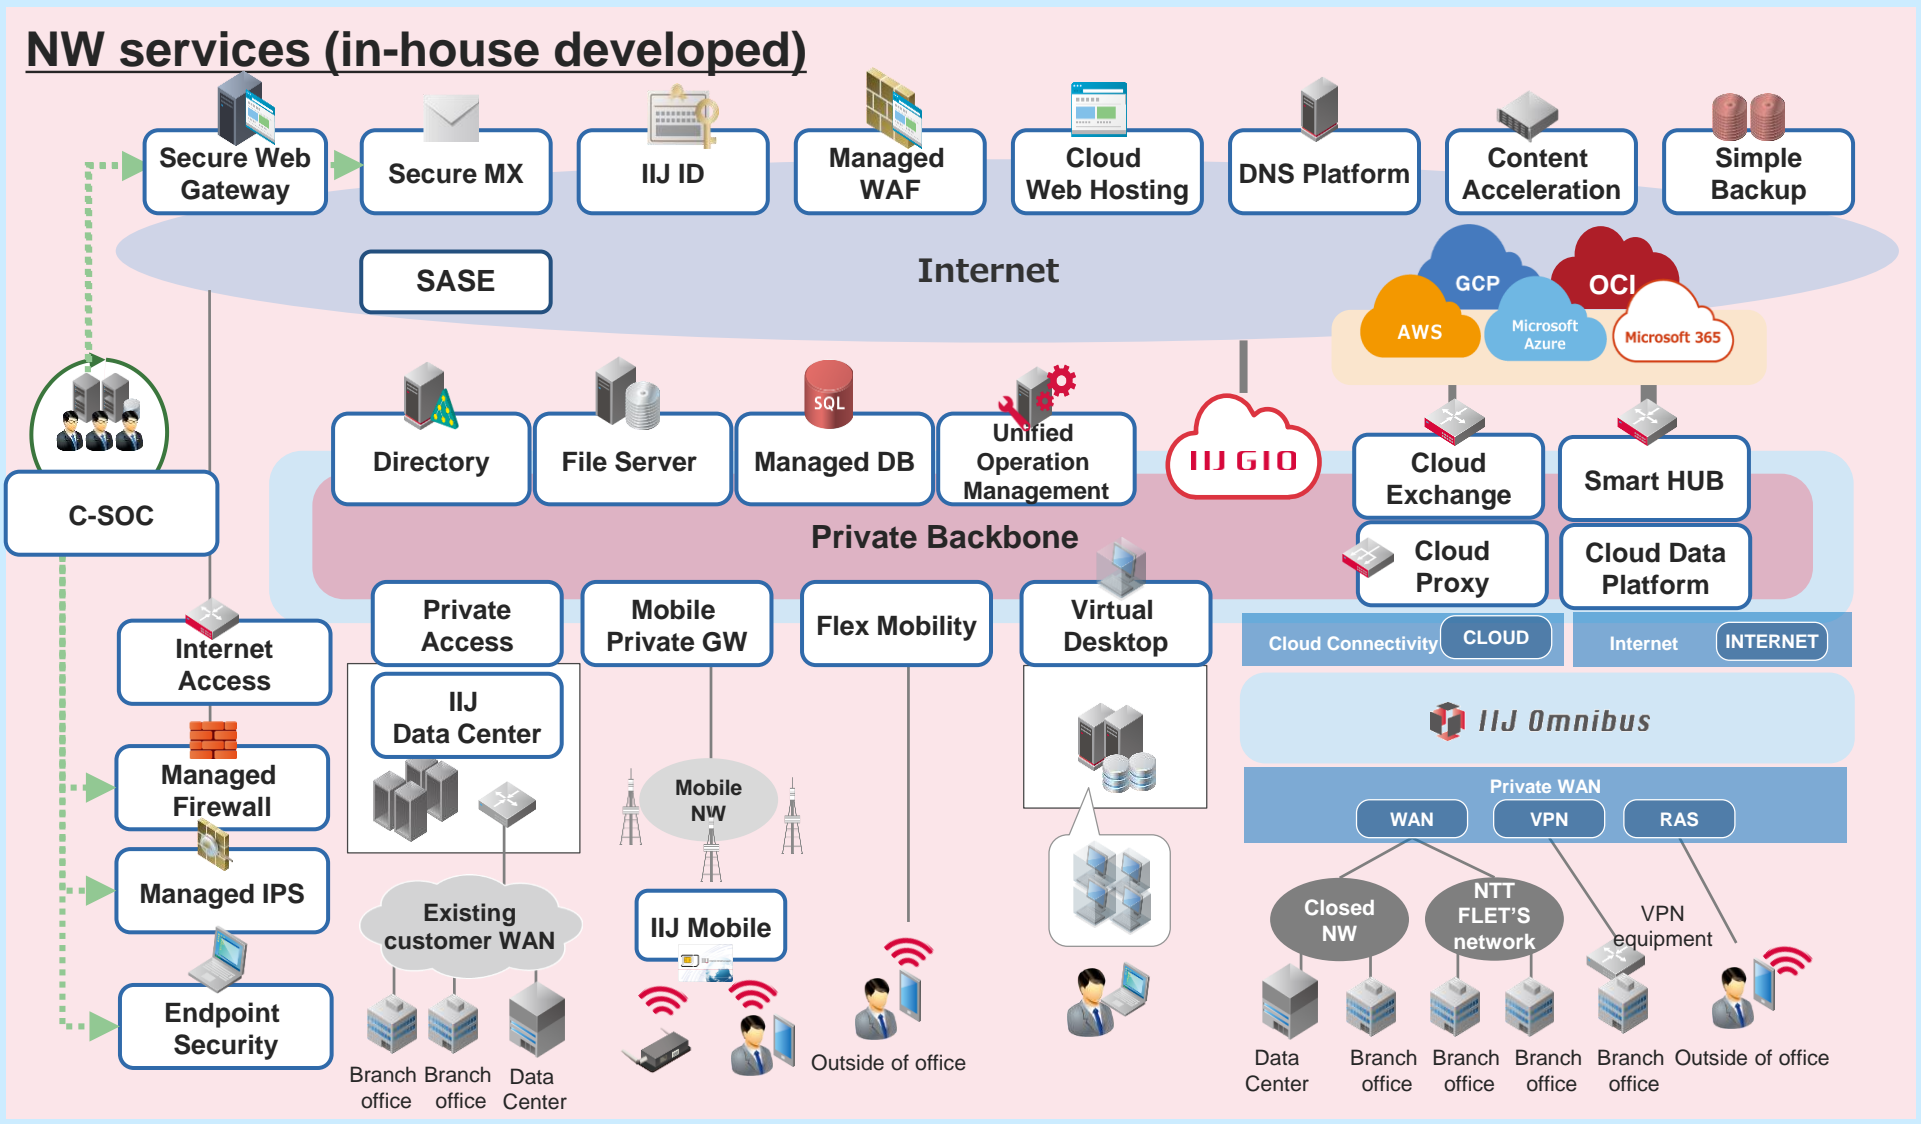 NW services (in-house developed)
Secure Web
Gateway
Secure MX
IIJ ID
Managed
WAF
Cloud
Web Hosting
DNS Platform
Content
Acceleration
Simple
Backup
SASE
Internet
GCP
OCI
AWS
Microsoft
Azure
Microsoft 365
SQL
Directory
File Server
Managed DB
Unified
Operation
Management
IIJ GIO
Cloud
Exchange
Smart HUB
C-SOC
Private Backbone
Cloud
Proxy
Cloud Data
Platform
Internet
Access
Private
Access
Mobile
Private GW
Flex Mobility
Virtual
Desktop
Cloud Connectivity
CLOUD
Internet
INTERNET
IIJ
Data Center
IIJ Omnibus
Managed
Firewall
Mobile
NW
Private WAN
WAN
VPN
RAS
Managed IPS
Existing
customer WAN
IIJ Mobile
IIJ
Closed
NW
NTT
FLET'S
network
VPN
equipment
Endpoint
Security
Branch
office
Branch
office
Data
Center
Outside of office
Data
Center
Branch
office
Branch
office
Branch
office
Branch
office
Outside of office